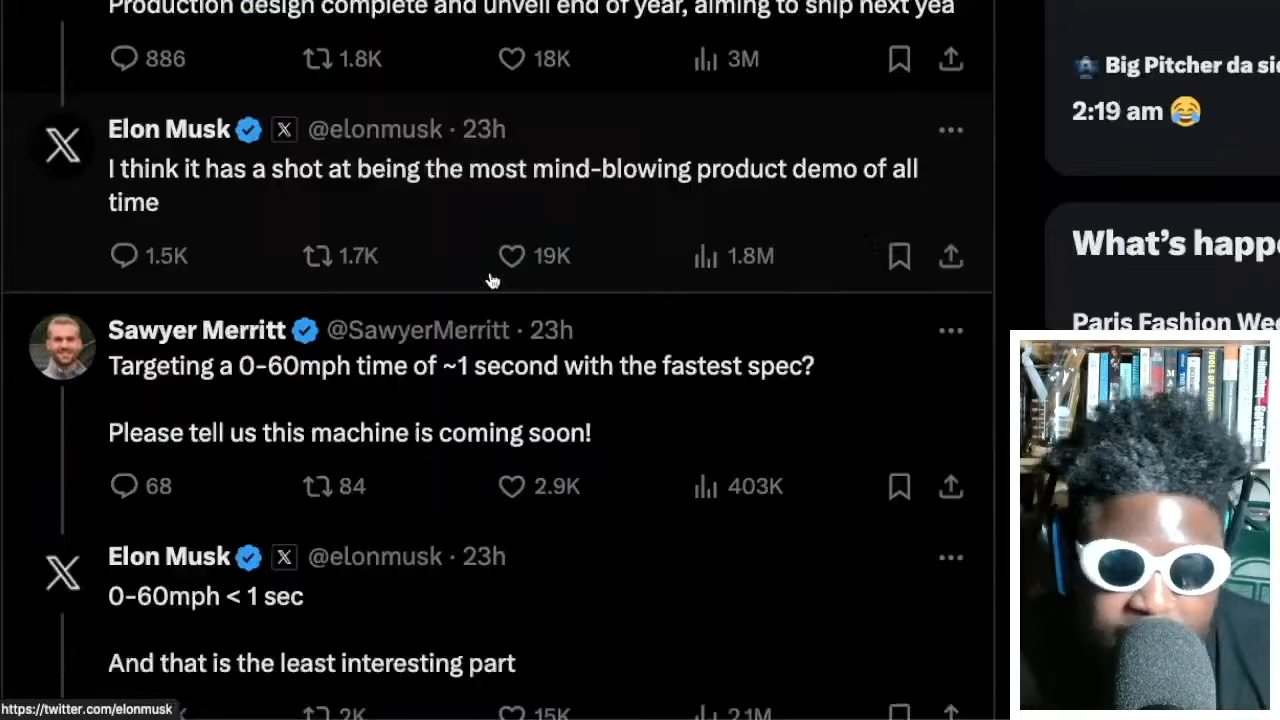 Production design complete and unveil end of year, aiming to ship next yea
886 1.8K 18K 3M
Elon Musk X @elonmusk · 23h
I think it has a shot at being the most mind-blowing product demo of all
time
1.5K 1.7K 19K 1.8M
Sawyer Merritt @SawyerMerritt · 23h
Targeting a 0-60mph time of ~1 second with the fastest spec?
Please tell us this machine is coming soon!
68 84 2.9K 403K
Elon Musk X @elonmusk · 23h
0-60mph < 1 sec
And that is the least interesting part
2K 15K 2.1M
https://twitter.com/elonmusk
Big Pitcher da sid
2:19 am 😂
What's happe
Paris Fashion Wee